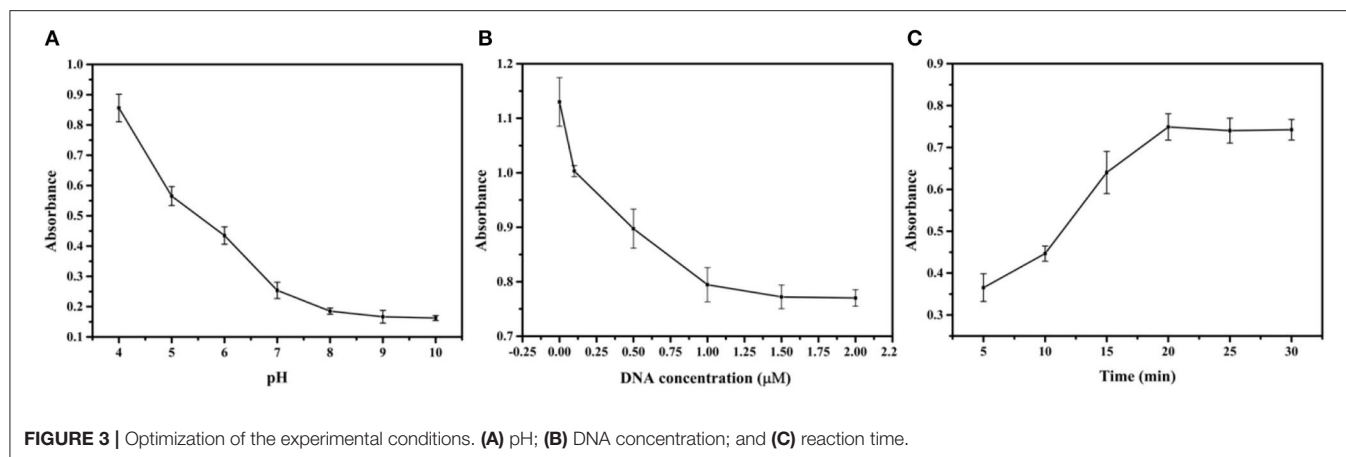 A
1.0
0.9
0.8
0.7
0.6
0.5
0.4
0.3
0.2
0.1
Absorbance
4 5 6 7 8 9 10
pH
B
1.2
1.1
1.0
0.9
0.8
0.7
Absorbance
-0.25 0.00 0.25 0.50 0.75 1.00 1.25 1.50 1.75 2.00 2.2
DNA concentration (μM)
C
0.9
0.8
0.7
0.6
0.5
0.4
0.3
Absorbance
5 10 15 20 25 30
Time (min)
FIGURE 3 | Optimization of the experimental conditions. (A) pH; (B) DNA concentration; and (C) reaction time.